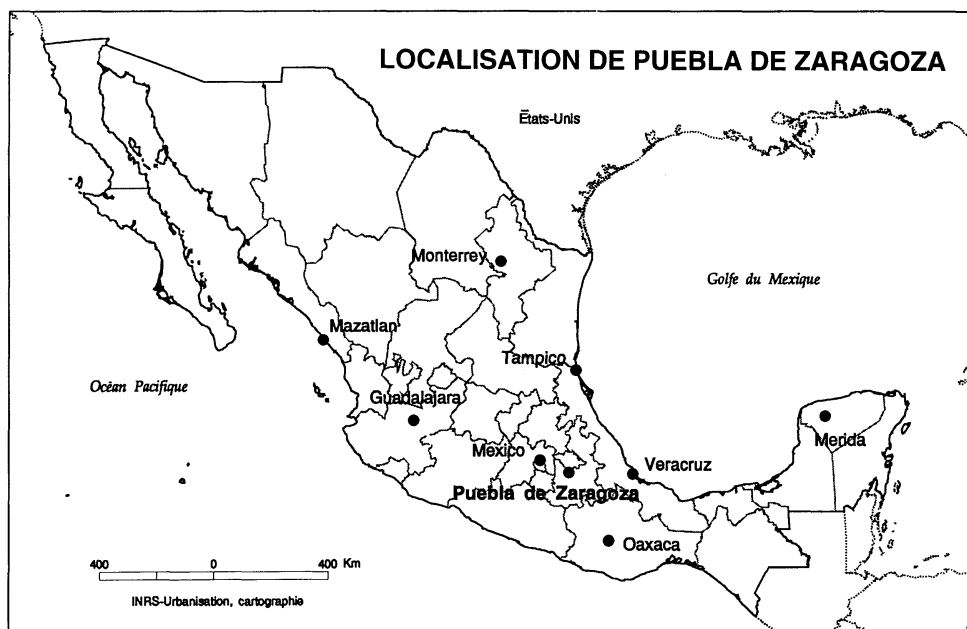 LOCALISATION DE PUEBLA DE ZARAGOZA
États-Unis
Monterrey
Golfe du Mexique
Mazatlan
Tampico
Océan Pacifique
Guadalajara
Merida
Mexico
Veracruz
Puebla de Zaragoza
Oaxaca
400 0 400 Km
INRS-Urbanisation, cartographie